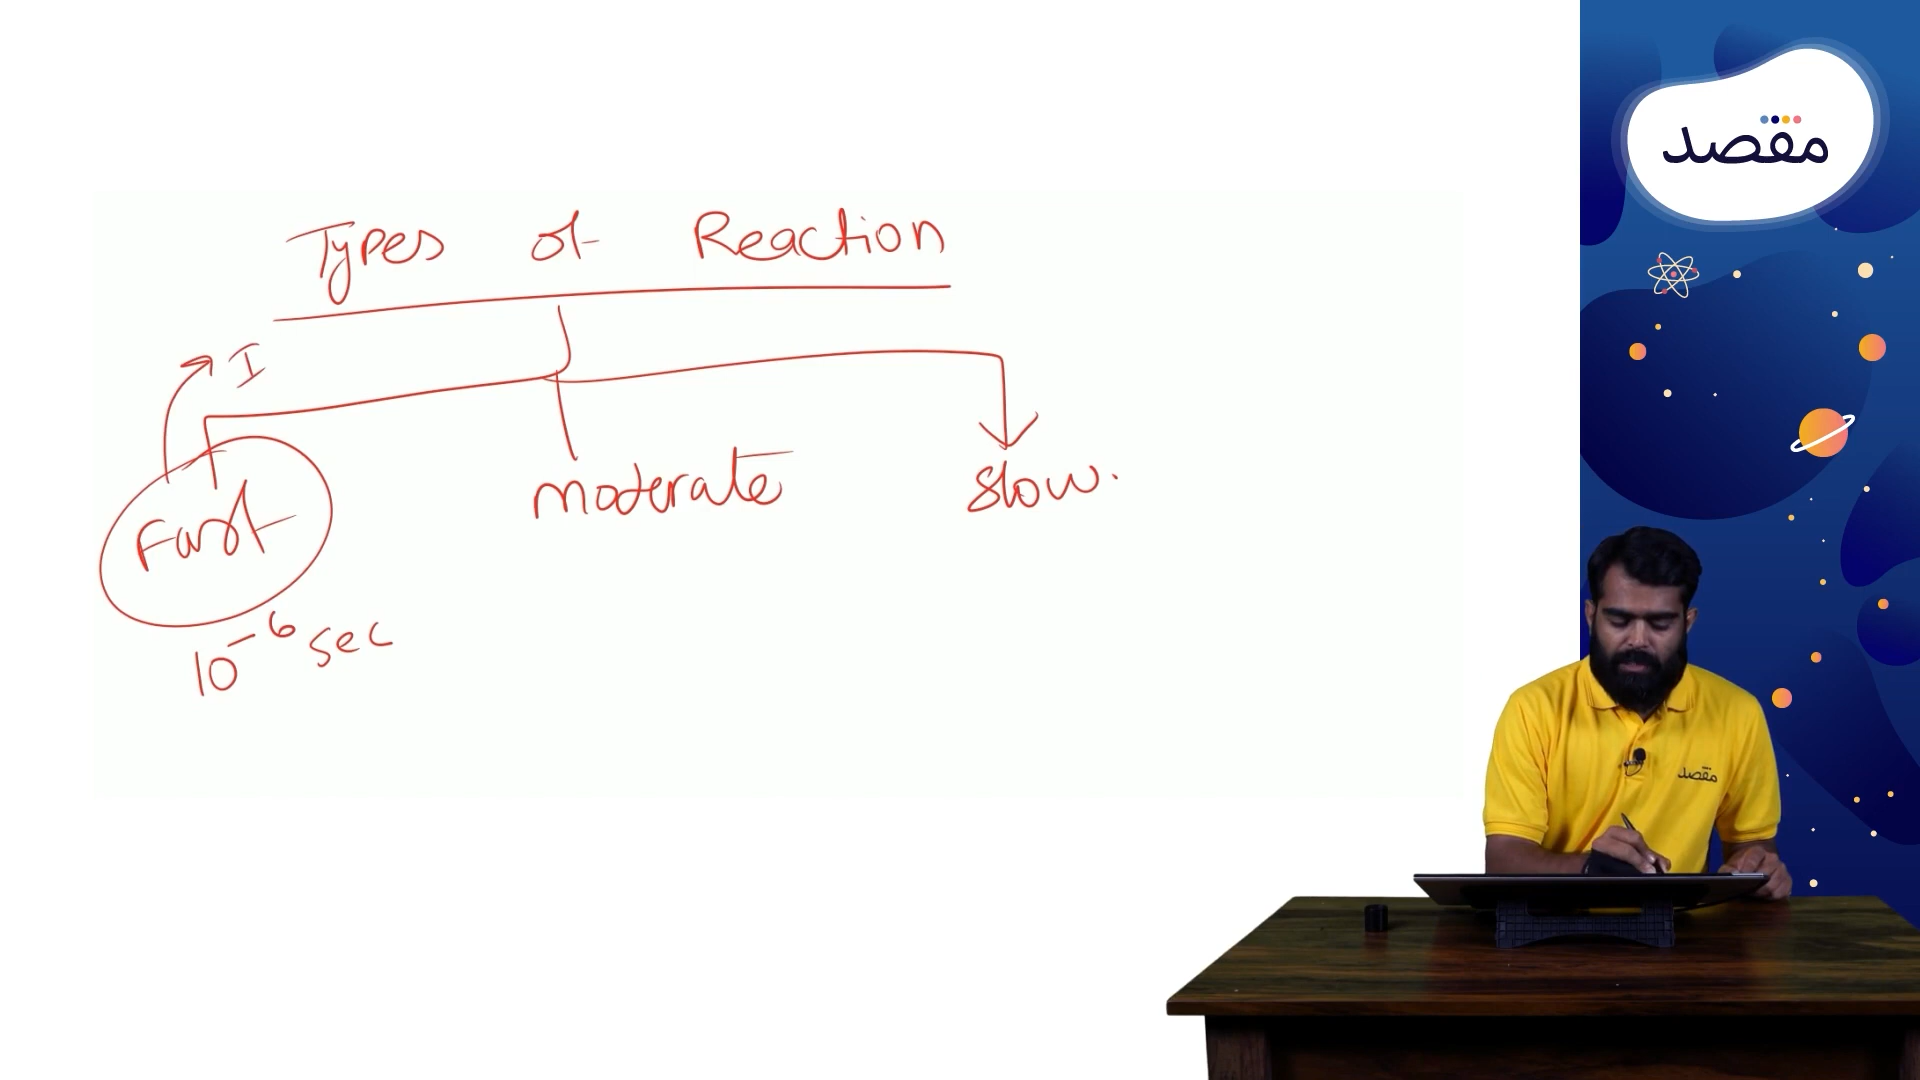 مقصد
Types of Reaction
I
Fast
moderate
slow.
10⁻⁶ sec
مقصد